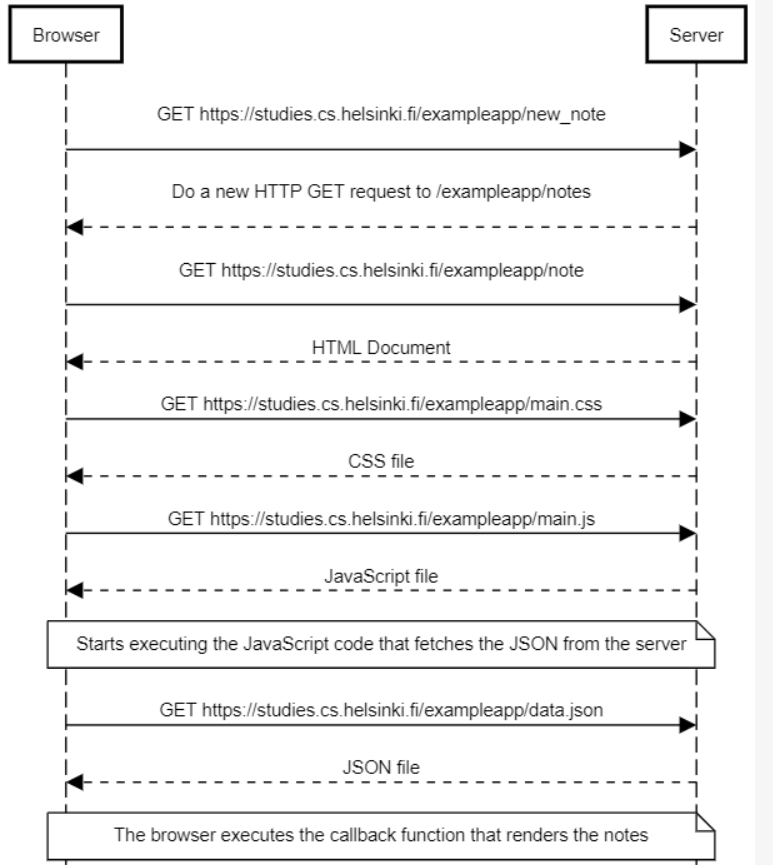 Browser Server
GET https://studies.cs.helsinki.fi/exampleapp/new_note
Do a new HTTP GET request to /exampleapp/notes
GET https://studies.cs.helsinki.fi/exampleapp/note
HTML Document
GET https://studies.cs.helsinki.fi/exampleapp/main.css
CSS file
GET https://studies.cs.helsinki.fi/exampleapp/main.js
JavaScript file
Starts executing the JavaScript code that fetches the JSON from the server
GET https://studies.cs.helsinki.fi/exampleapp/data.json
JSON file
The browser executes the callback function that renders the notes